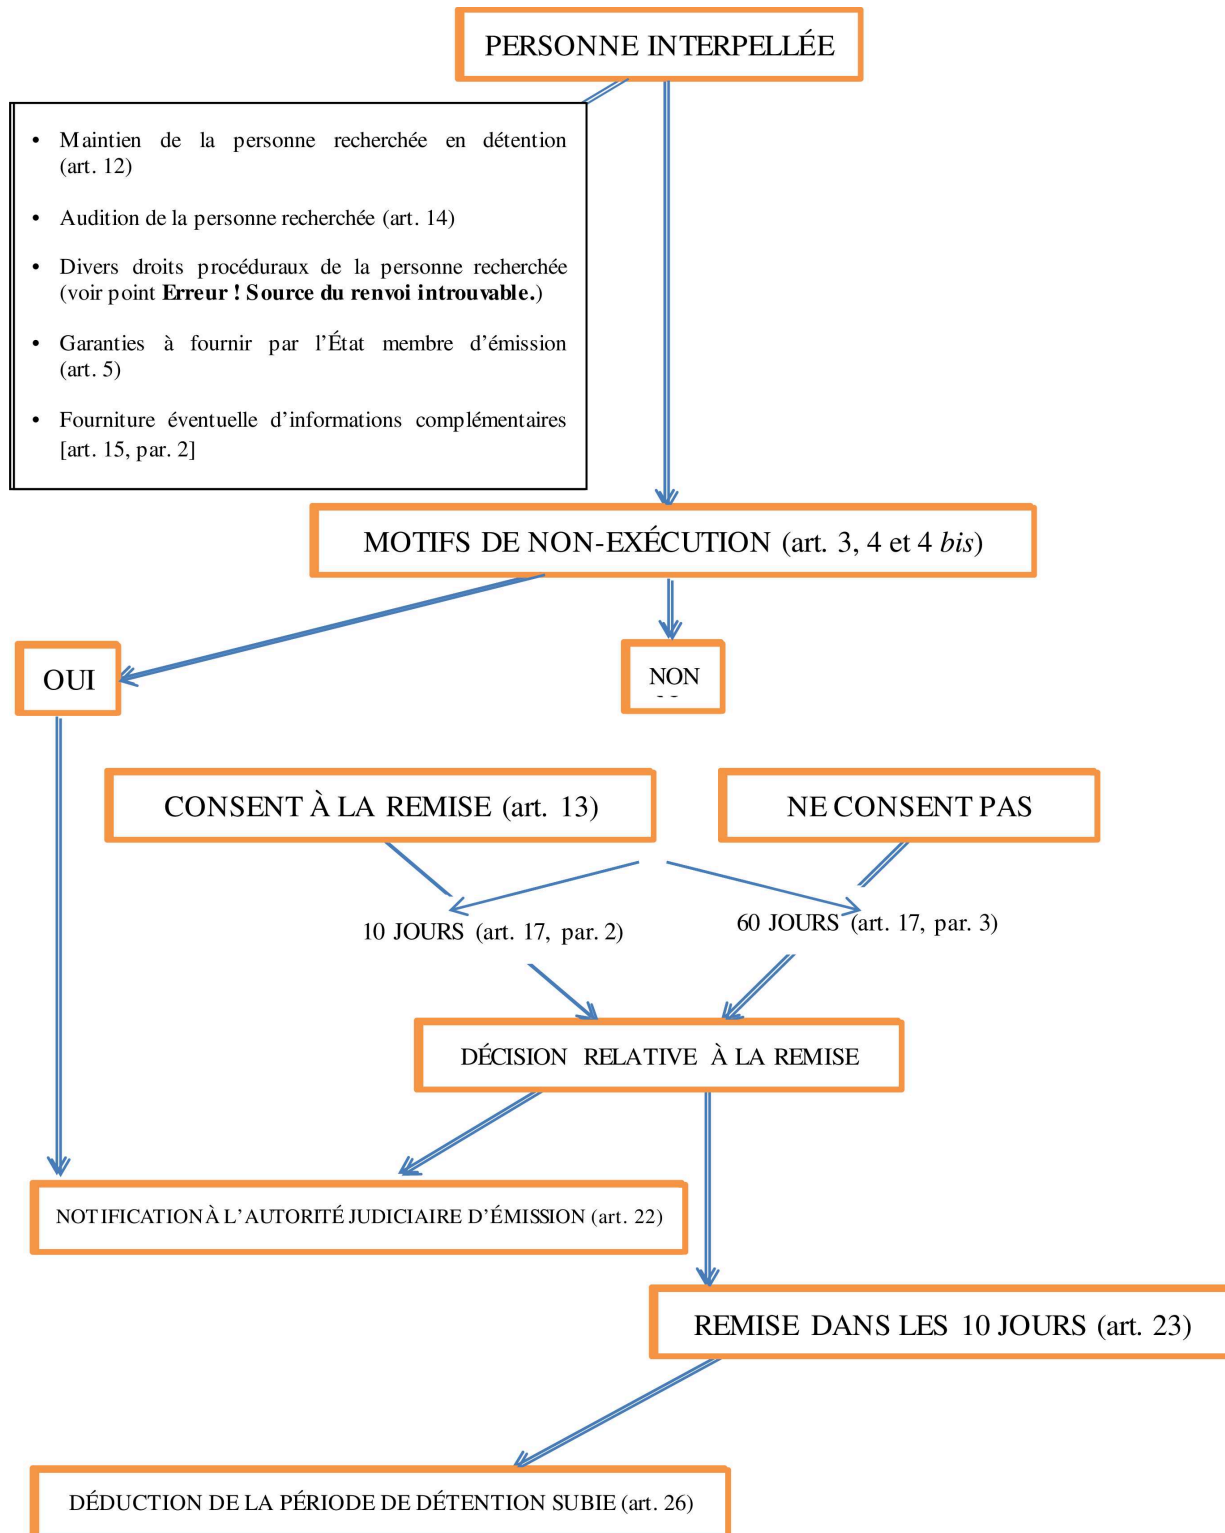 PERSONNE INTERPELLÉE
• Maintien de la personne recherchée en détention
(art. 12)
• Audition de la personne recherchée (art. 14)
• Divers droits procéduraux de la personne recherchée
(voir point Erreur ! Source du renvoi introuvable.)
• Garanties à fournir par l’État membre d’émission
(art. 5)
• Fourniture éventuelle d’informations complémentaires
[art. 15, par. 2]
MOTIFS DE NON-EXÉCUTION (art. 3, 4 et 4 bis)
OUI
NON
CONSENT À LA REMISE (art. 13)
NE CONSENT PAS
10 JOURS (art. 17, par. 2)
60 JOURS (art. 17, par. 3)
DÉCISION RELATIVE À LA REMISE
NOTIFICATION À L’AUTORITÉ JUDICIAIRE D’ÉMISSION (art. 22)
REMISE DANS LES 10 JOURS (art. 23)
DÉDUCTION DE LA PÉRIODE DE DÉTENTION SUBIE (art. 26)